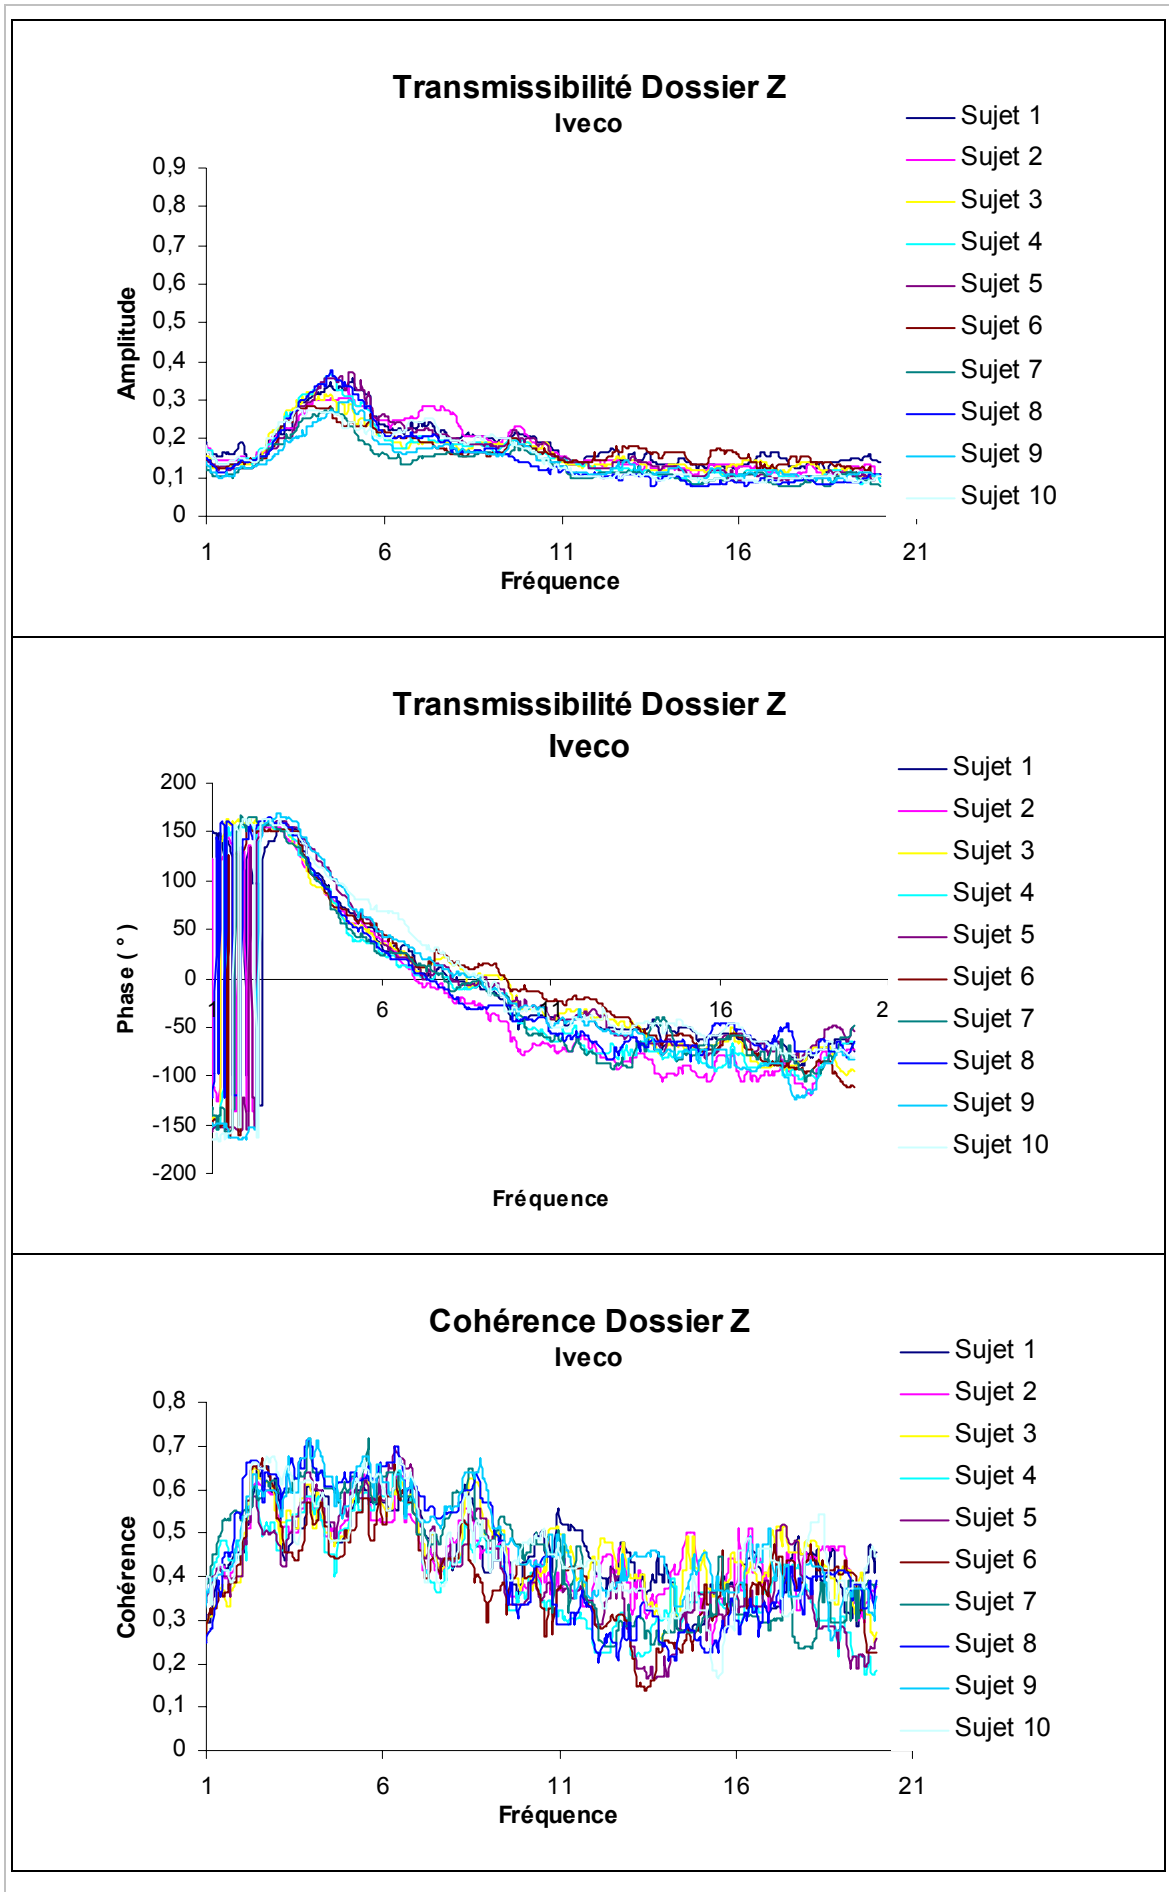 Transmissibilité Dossier Z
Iveco
Amplitude
0,9
0,8
0,7
0,6
0,5
0,4
0,3
0,2
0,1
0
1 6 11 16 21
Fréquence
Sujet 1
Sujet 2
Sujet 3
Sujet 4
Sujet 5
Sujet 6
Sujet 7
Sujet 8
Sujet 9
Sujet 10
Transmissibilité Dossier Z
Iveco
Phase ( ° )
200
150
100
50
0
-50
-100
-150
-200
1 6 11 16 2
Fréquence
Sujet 1
Sujet 2
Sujet 3
Sujet 4
Sujet 5
Sujet 6
Sujet 7
Sujet 8
Sujet 9
Sujet 10
Cohérence Dossier Z
Iveco
Cohérence
0,8
0,7
0,6
0,5
0,4
0,3
0,2
0,1
0
1 6 11 16 21
Fréquence
Sujet 1
Sujet 2
Sujet 3
Sujet 4
Sujet 5
Sujet 6
Sujet 7
Sujet 8
Sujet 9
Sujet 10